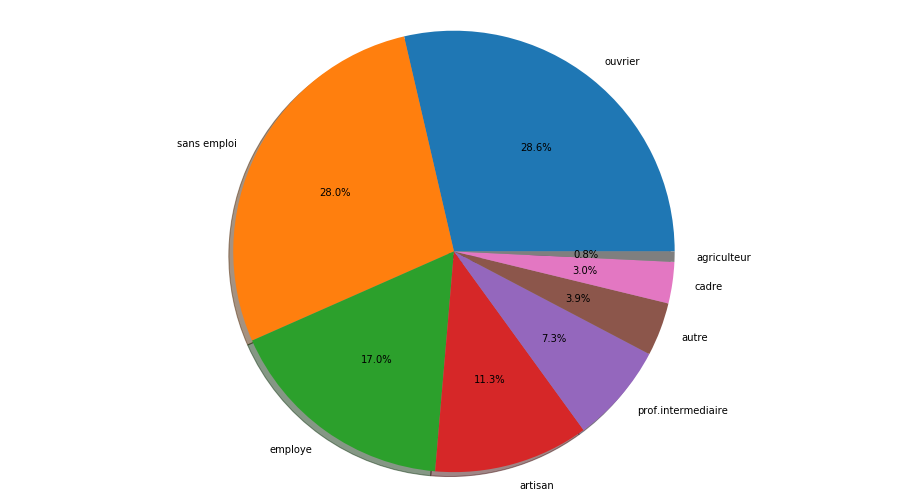 ouvrier
28.6%
sans emploi
28.0%
employe
17.0%
artisan
11.3%
prof.intermediaire
7.3%
autre
3.9%
cadre
3.0%
agriculteur
0.8%